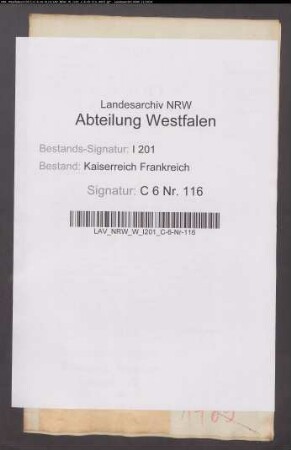 Landesarchiv NRW
Abteilung Westfalen
Bestands-Signatur: I 201
Bestand: Kaiserreich Frankreich
Signatur: C 6 Nr. 116
LAV_NRW_W_I201_C-6-Nr-116